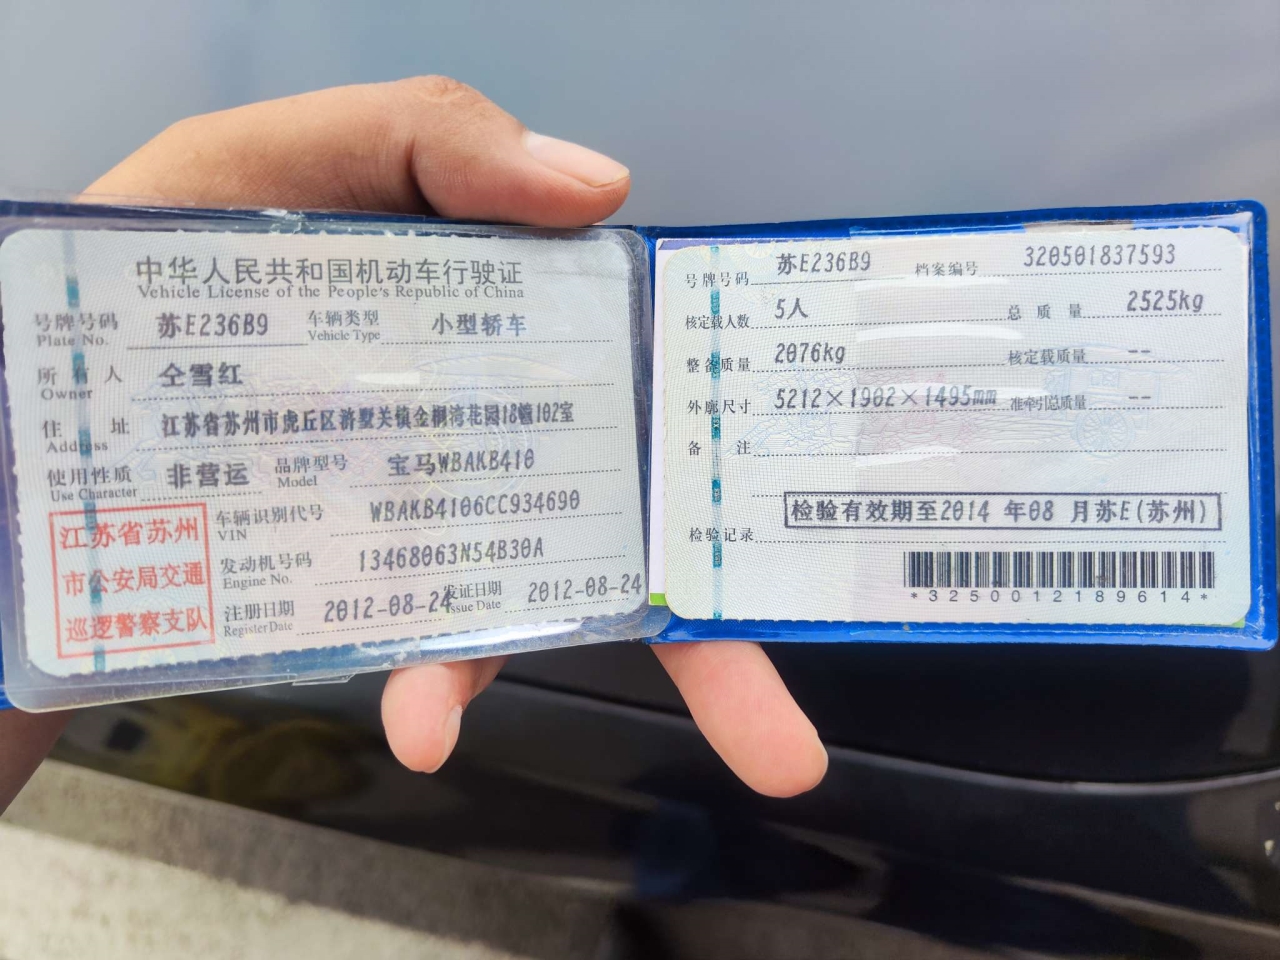 中华人民共和国机动车行驶证
Vehicle License of the People's Republic of China
号牌号码 苏E236B9 车辆类型 小型轿车
Plate No. Vehicle Type
所有人 仝雪红
Owner
住址 江苏省苏州市虎丘区浒墅关镇金桐湾花园18幢102室
Address
使用性质 非营运 品牌型号 宝马WBAKB410
Use Character Model
江苏省苏州
市公安局交通
巡逻警察支队
车辆识别代号 WBAKB4106CC934690
VIN
发动机号码 13468063N54B30A
Engine No.
注册日期 2012-08-24 发证日期 2012-08-24
Register Date Issue Date
号牌号码 苏E236B9 档案编号 320501837593
核定载人数 5人 总质量 2525kg
整备质量 2076kg 核定载质量 --
外廓尺寸 5212×1902×1495mm 准牵引总质量 --
备注
检验有效期至2014 年08 月苏E(苏州)
检验记录
*3250012189614*